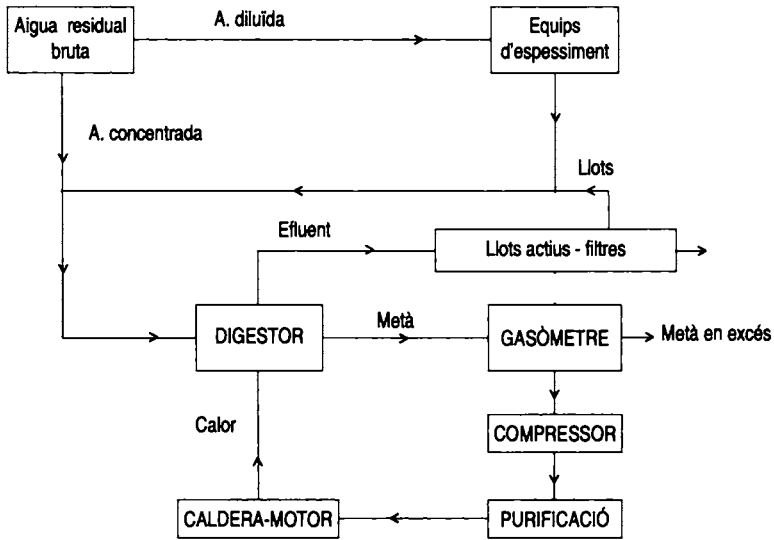 Aigua residual
bruta
A. diluïda
Equips
d'espessiment
A. concentrada
Llots
Efluent
Llots actius - filtres
DIGESTOR
Metà
GASÒMETRE
Metà en excés
Calor
COMPRESSOR
CALDERA-MOTOR
PURIFICACIÓ